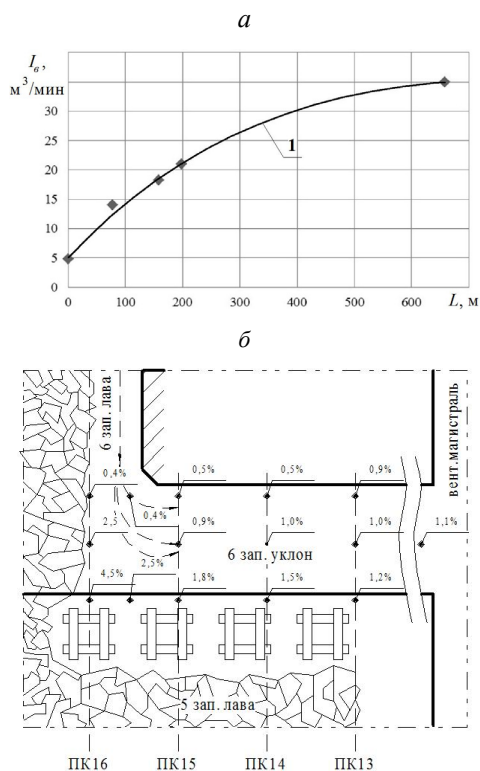 а
I_в,
м³/мин
30
25
20
15
10
5
0
0 100 200 300 400 500 600 L, м
1
б
6 зап. лава
вент.магистраль
0,4% 0,5% 0,5% 0,9%
0,4%
2,5 0,9% 1,0% 1,0% 1,1%
6 зап. уклон
2,5%
4,5% 1,8% 1,5% 1,2%
5 зап. лава
ПК16 ПК15 ПК14 ПК13